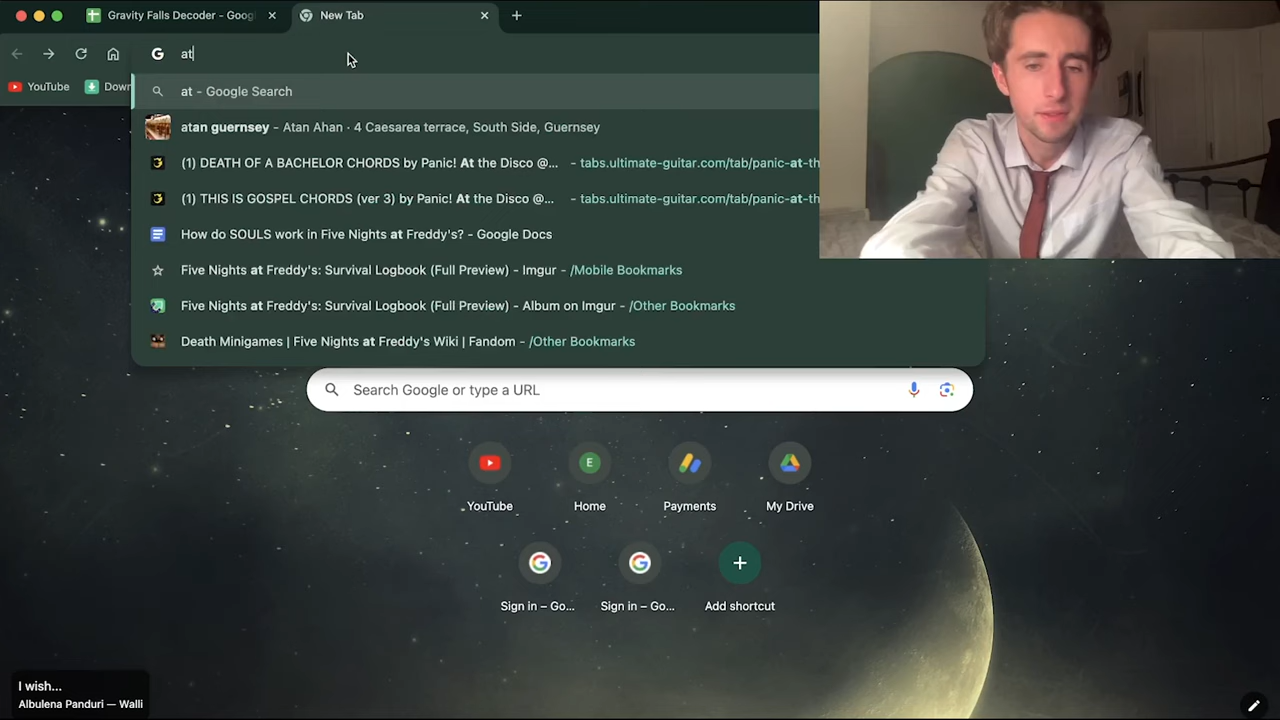 Gravity Falls Decoder - Goog
New Tab
at
YouTube
Down
at - Google Search
atan guernsey - Atan Ahan · 4 Caesarea terrace, South Side, Guernsey
(1) DEATH OF A BACHELOR CHORDS by Panic! At the Disco @... - tabs.ultimate-guitar.com/tab/panic-at-th
(1) THIS IS GOSPEL CHORDS (ver 3) by Panic! At the Disco @... - tabs.ultimate-guitar.com/tab/panic-at-th
How do SOULS work in Five Nights at Freddy's? - Google Docs
Five Nights at Freddy's: Survival Logbook (Full Preview) - Imgur - /Mobile Bookmarks
Five Nights at Freddy's: Survival Logbook (Full Preview) - Album on Imgur - /Other Bookmarks
Death Minigames | Five Nights at Freddy's Wiki | Fandom - /Other Bookmarks
Search Google or type a URL
E
YouTube
Home
Payments
My Drive
Sign in – Go...
Sign in – Go...
Add shortcut
I wish...
Albulena Panduri — Walli